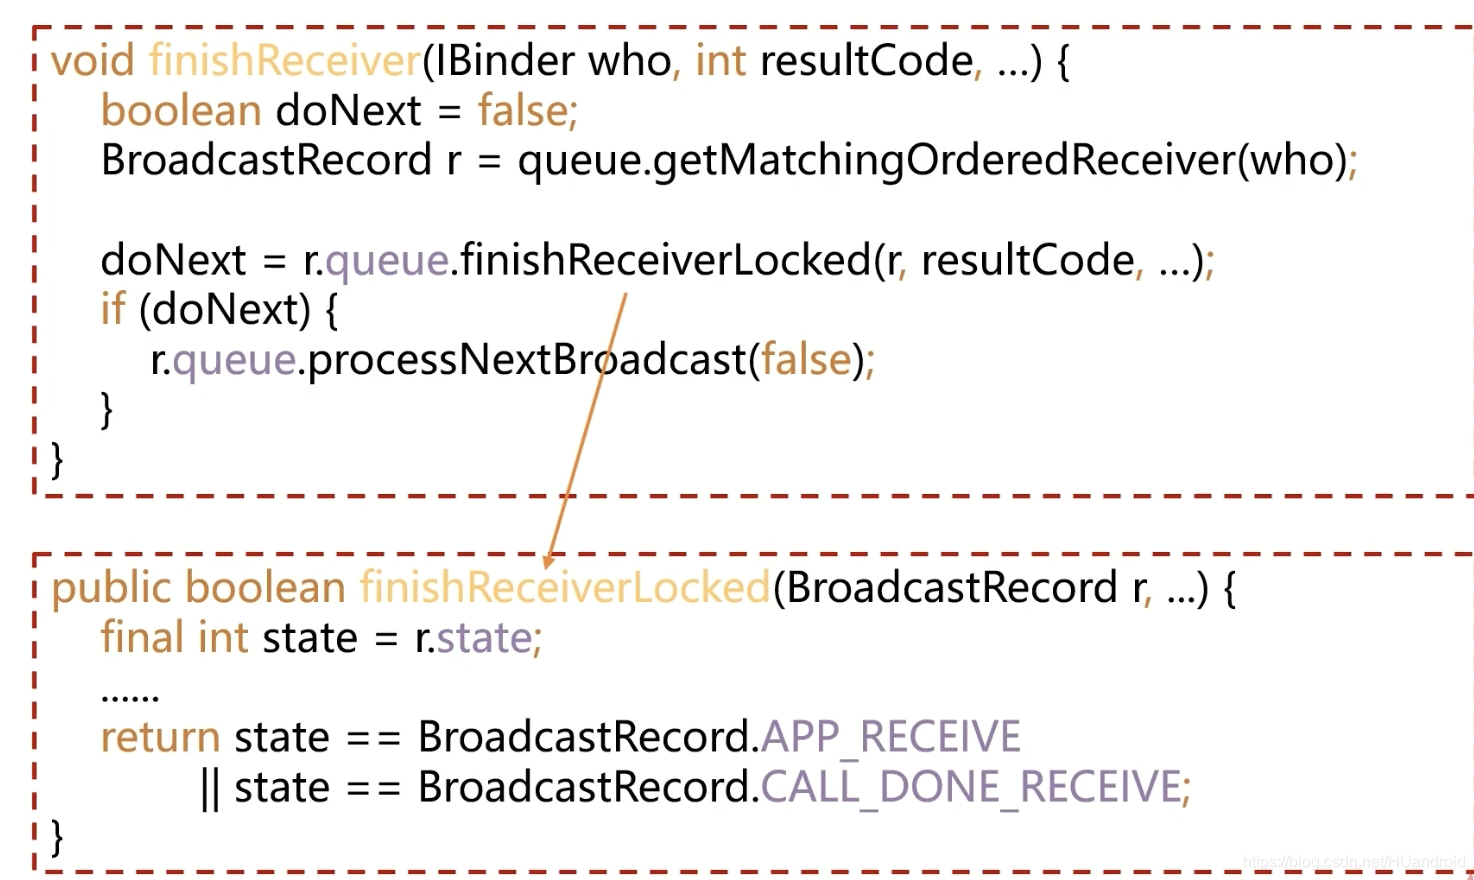 void finishReceiver(IBinder who, int resultCode, ...) {
boolean doNext = false;
BroadcastRecord r = queue.getMatchingOrderedReceiver(who);
doNext = r.queue.finishReceiverLocked(r, resultCode, ...);
if (doNext) {
r.queue.processNextBroadcast(false);
}
}
public boolean finishReceiverLocked(BroadcastRecord r, ...) {
final int state = r.state;
......
return state == BroadcastRecord.APP_RECEIVE
|| state == BroadcastRecord.CALL_DONE_RECEIVE;
}
https://blog.csdn.net/HUandroid